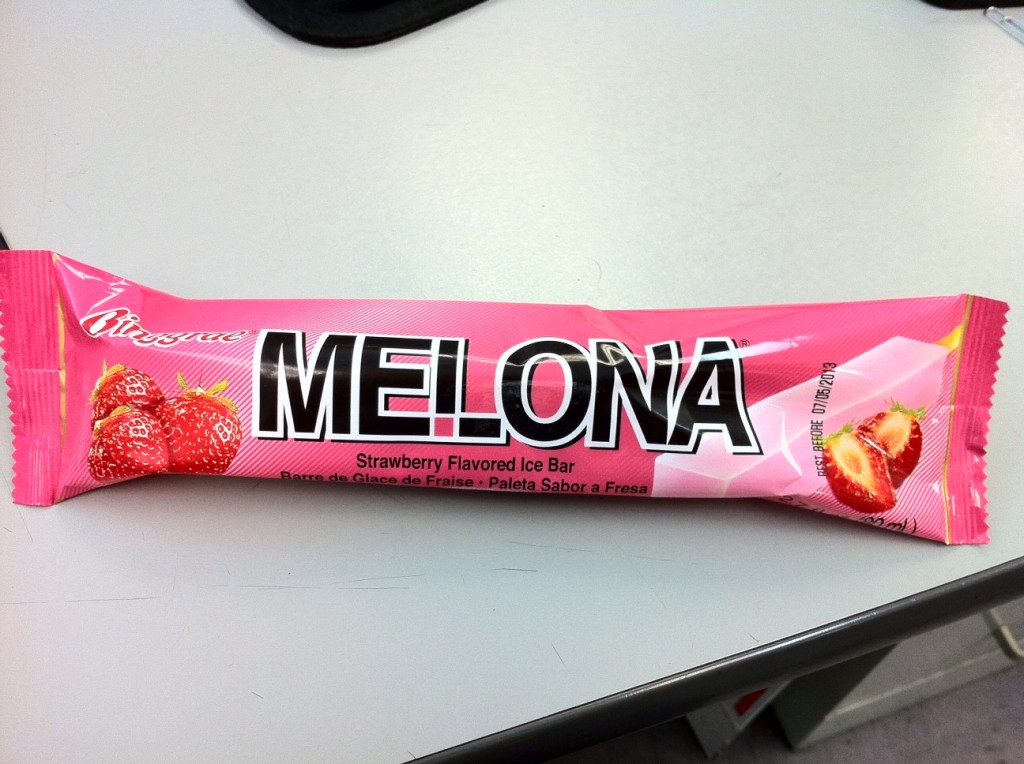 Binggrae®
MELONA®
Strawberry Flavored Ice Bar
Barre de Glace de Fraise · Paleta Sabor a Fresa
BEST BEFORE 07/05/2013